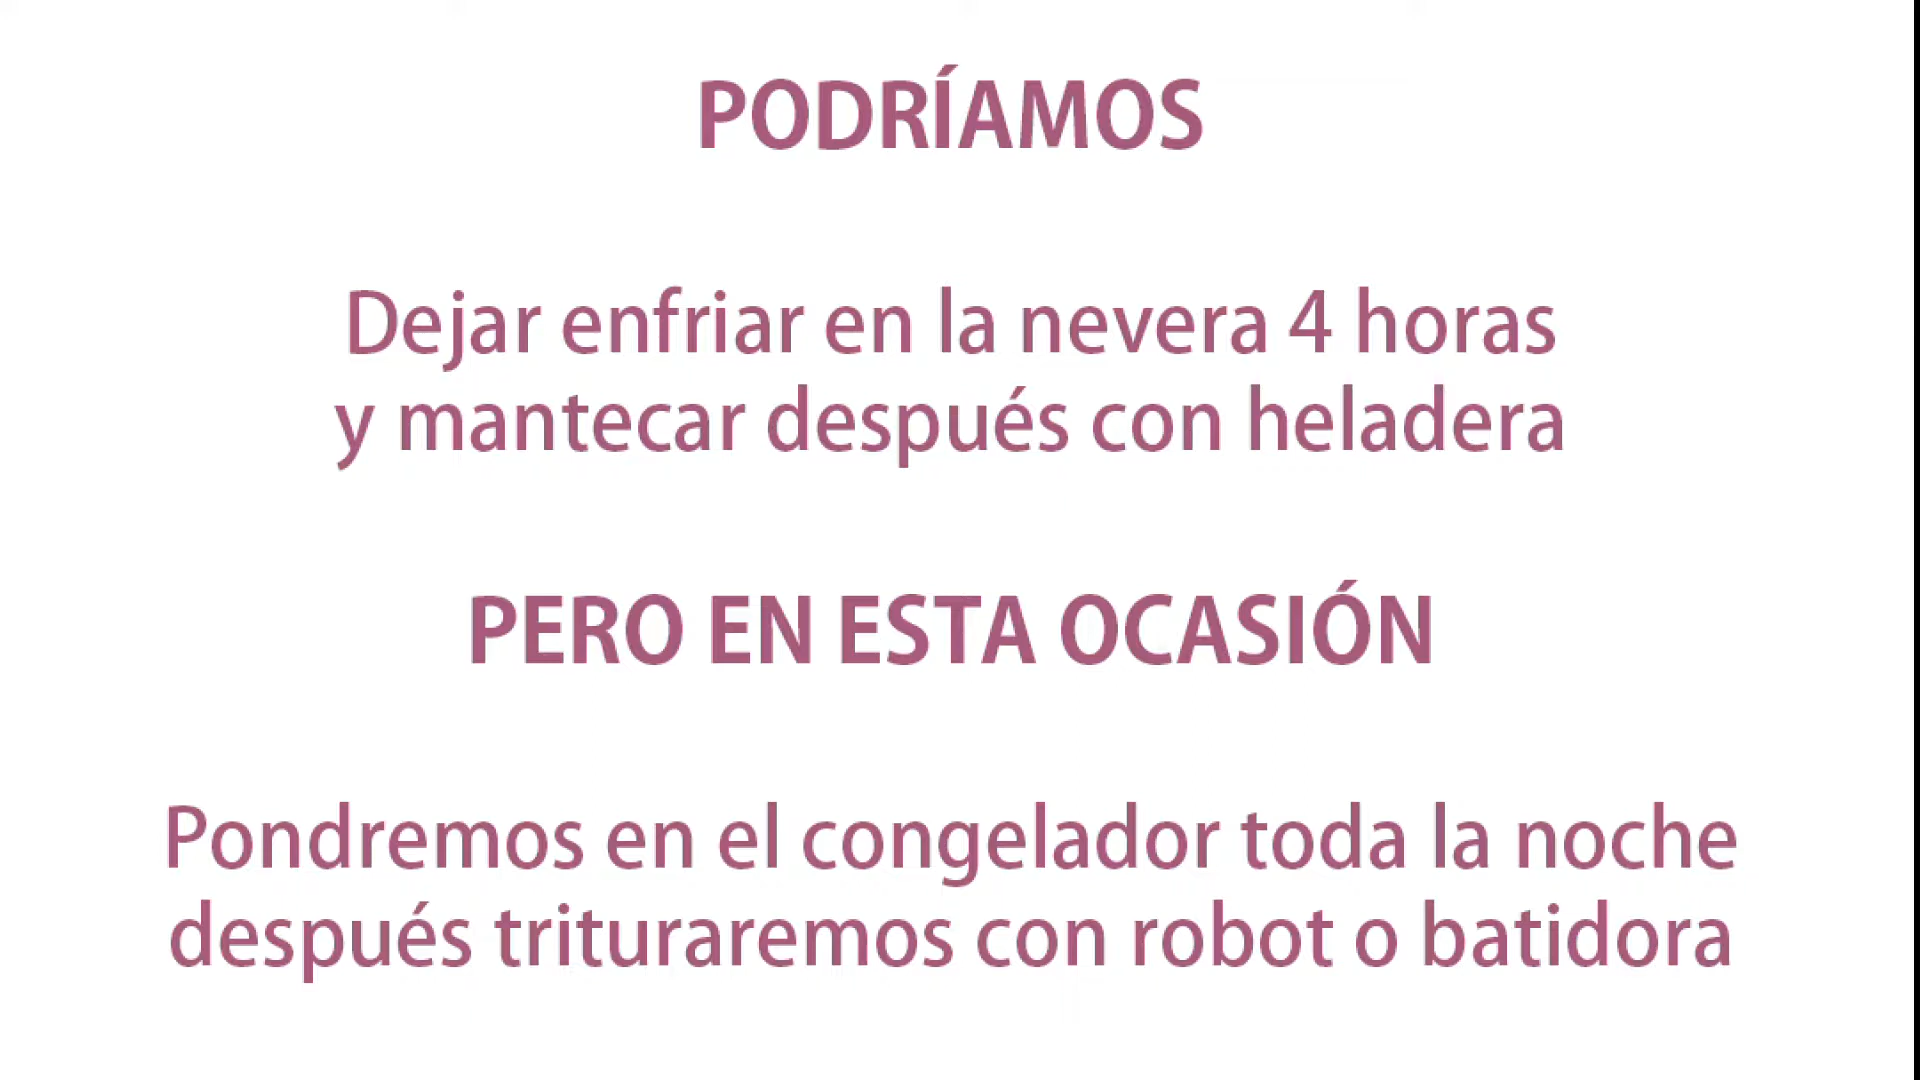 PODRÍAMOS
Dejar enfriar en la nevera 4 horas
y mantecar después con heladera
PERO EN ESTA OCASIÓN
Pondremos en el congelador toda la noche
después trituraremos con robot o batidora